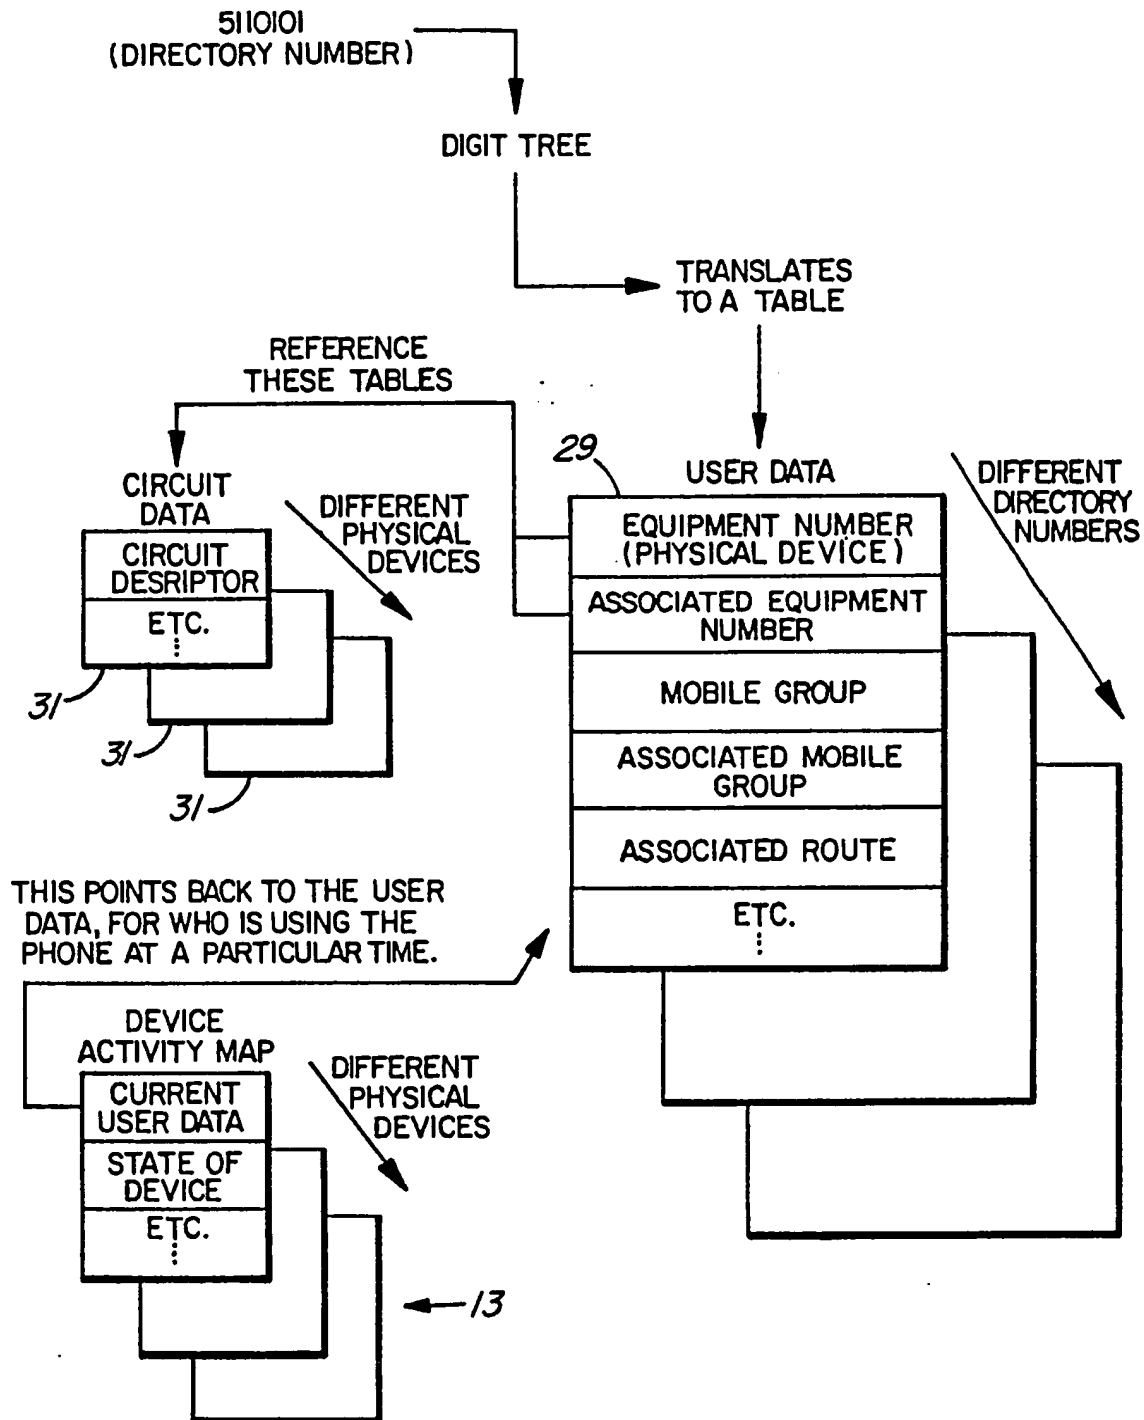 5110101
(DIRECTORY NUMBER)
DIGIT TREE
TRANSLATES
TO A TABLE
REFERENCE
THESE TABLES
29
USER DATA
DIFFERENT
DIRECTORY
NUMBERS
CIRCUIT
DATA
DIFFERENT
PHYSICAL
DEVICES
CIRCUIT
DESRIPTOR
ETC.
31
31
31
EQUIPMENT NUMBER
(PHYSICAL DEVICE)
ASSOCIATED EQUIPMENT
NUMBER
MOBILE GROUP
ASSOCIATED MOBILE
GROUP
ASSOCIATED ROUTE
ETC.
THIS POINTS BACK TO THE USER
DATA, FOR WHO IS USING THE
PHONE AT A PARTICULAR TIME.
DEVICE
ACTIVITY MAP
DIFFERENT
PHYSICAL
DEVICES
CURRENT
USER DATA
STATE OF
DEVICE
ETC.
13